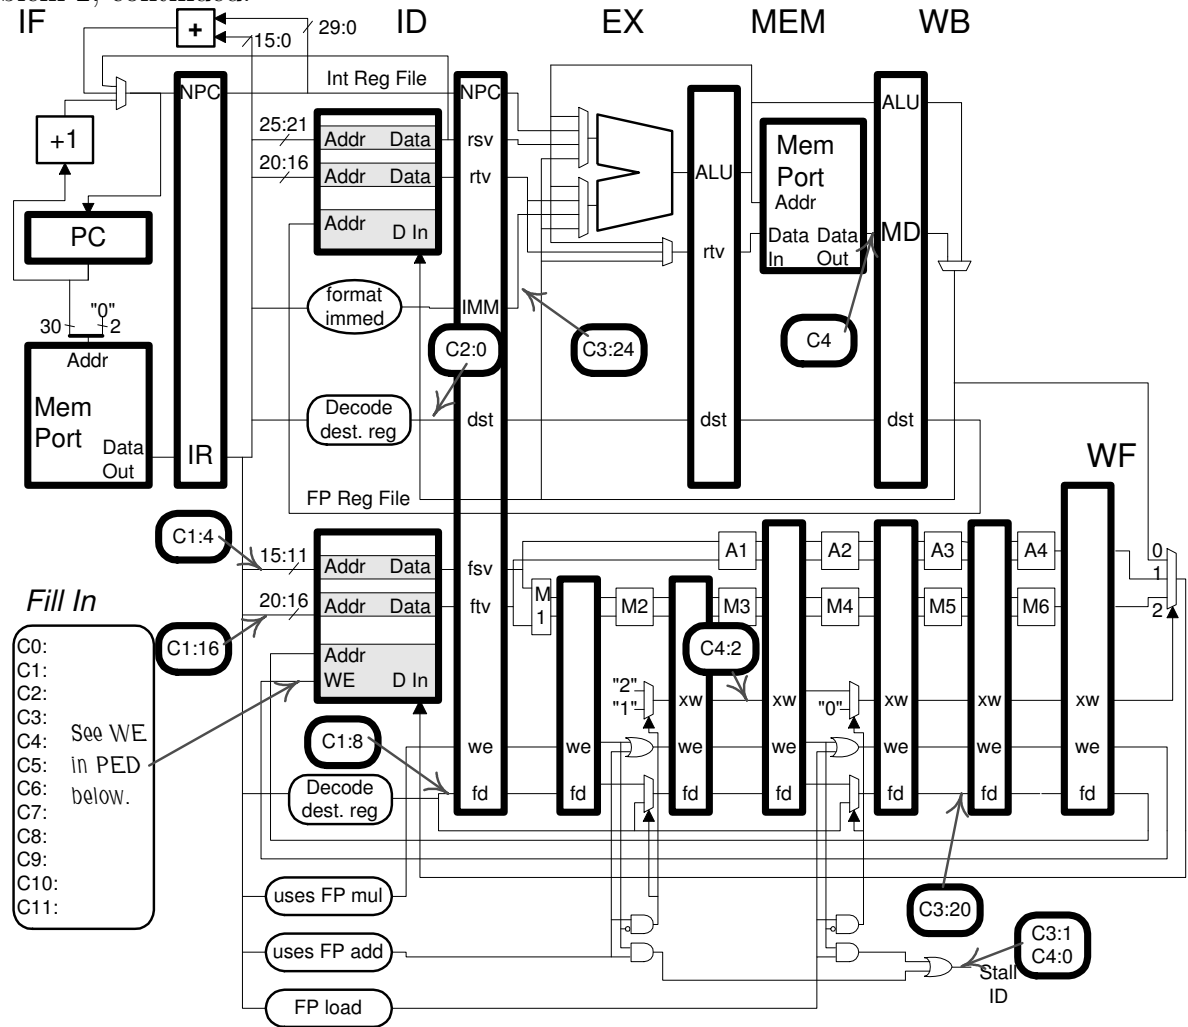 IF
ID
EX
MEM
WB
+
29:0
15:0
Int Reg File
NPC
NPC
ALU
+1
25:21
Addr Data
rsv
Mem
Port
20:16
Addr Data
rtv
ALU
Addr
PC
Addr
D In
rtv
Data
In
Data
Out
MD
format
immed
IMM
"0"
30
2
C2:0
C3:24
C4
Addr
Mem
Port
Data
Out
IR
Decode
dest. reg
dst
dst
dst
FP Reg File
WF
C1:4
15:11
Addr Data
fsv
A1
A2
A3
A4
0
1
2
20:16
Addr Data
ftv
M
1
M2
M3
M4
M5
M6
Fill In
C1:16
C4:2
Addr
WE
D In
"2"
"1"
xw
"0"
xw
xw
xw
xw
C0:
C1:
C2:
C3:
C4:
C5:
C6:
C7:
C8:
C9:
C10:
C11:
See WE
in PED
below.
C1:8
we
we
we
we
we
we
we
Decode
dest. reg
fd
fd
fd
fd
fd
fd
fd
uses FP mul
C3:20
uses FP add
C3:1
C4:0
Stall
ID
FP load